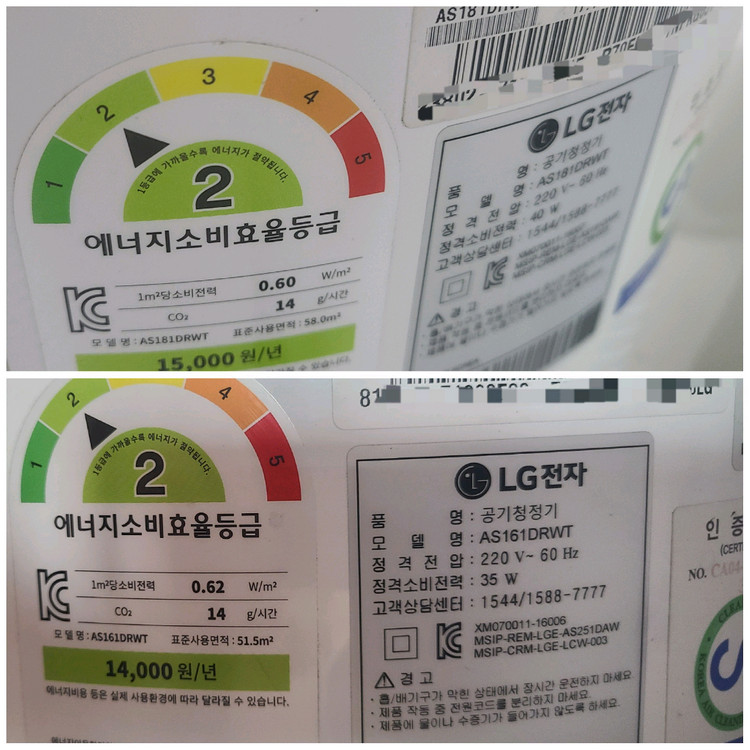 1
2
3
4
5
1등급에 가까울수록 에너지가 절약됩니다.
2
에너지소비효율등급
1m²당소비전력 0.60 W/m²
CO₂ 14 g/시간
모 델 명 : AS181DRWT 표준사용면적 : 58.0m²
15,000 원/년
AS181DRWT
LG전자
품 명 : 공기청정기
모 델 명 : AS181DRWT
정 격 전 압 : 220 V~ 60 Hz
정격소비전력 : 40 W
고객상담센터 : 1544/1588-7777
XM070011-16007
경 고
1
2
4
5
1등급에 가까울수록 에너지가 절약됩니다.
2
에너지소비효율등급
1m²당소비전력 0.62 W/m²
CO₂ 14 g/시간
모 델 명 : AS161DRWT 표준사용면적 : 51.5m²
14,000 원/년
에너지비용 등은 실제 사용환경에 따라 달라질 수 있습니다.
81
LG전자
품 명 : 공기청정기
모 델 명 : AS161DRWT
정 격 전 압 : 220 V~ 60 Hz
정격소비전력 : 35 W
고객상담센터 : 1544/1588-7777
XM070011-16006
MSIP-REM-LGE-AS251DAW
MSIP-CRM-LGE-LCW-003
경 고
· 흡/배기구가 막힌 상태에서 장시간 운전하지 마세요.
· 제품 작동 중 전원코드를 분리하지 마세요.
· 제품에 물이나 수증기가 들어가지 않도록 하세요.
인 증
(CERT
NO. CA04-